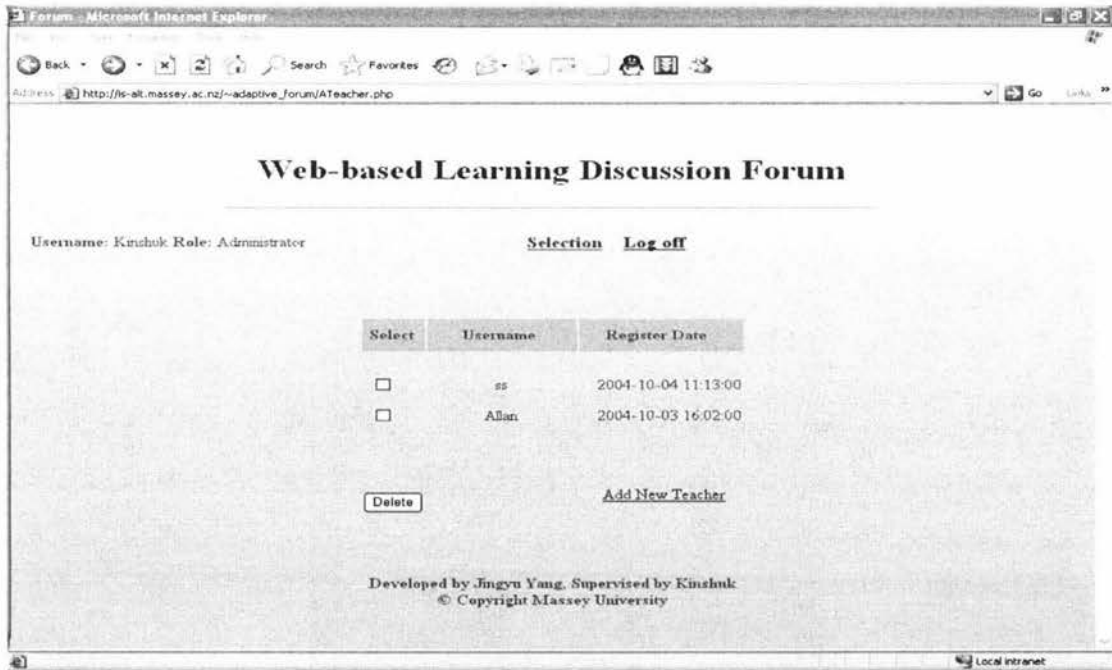 Forum - Microsoft Internet Explorer
Back Search Favorites
Address http://is-alt.massey.ac.nz/~adaptive_forum/ATeacher.php Go Links »
Web-based Learning Discussion Forum
Username: Kinshuk Role: Administrator Selection Log off
Select Username Register Date
ss 2004-10-04 11:13:00
Allan 2004-10-03 16:02:00
Delete Add New Teacher
Developed by Jingyu Yang, Supervised by Kinshuk
© Copyright Massey University
Local intranet